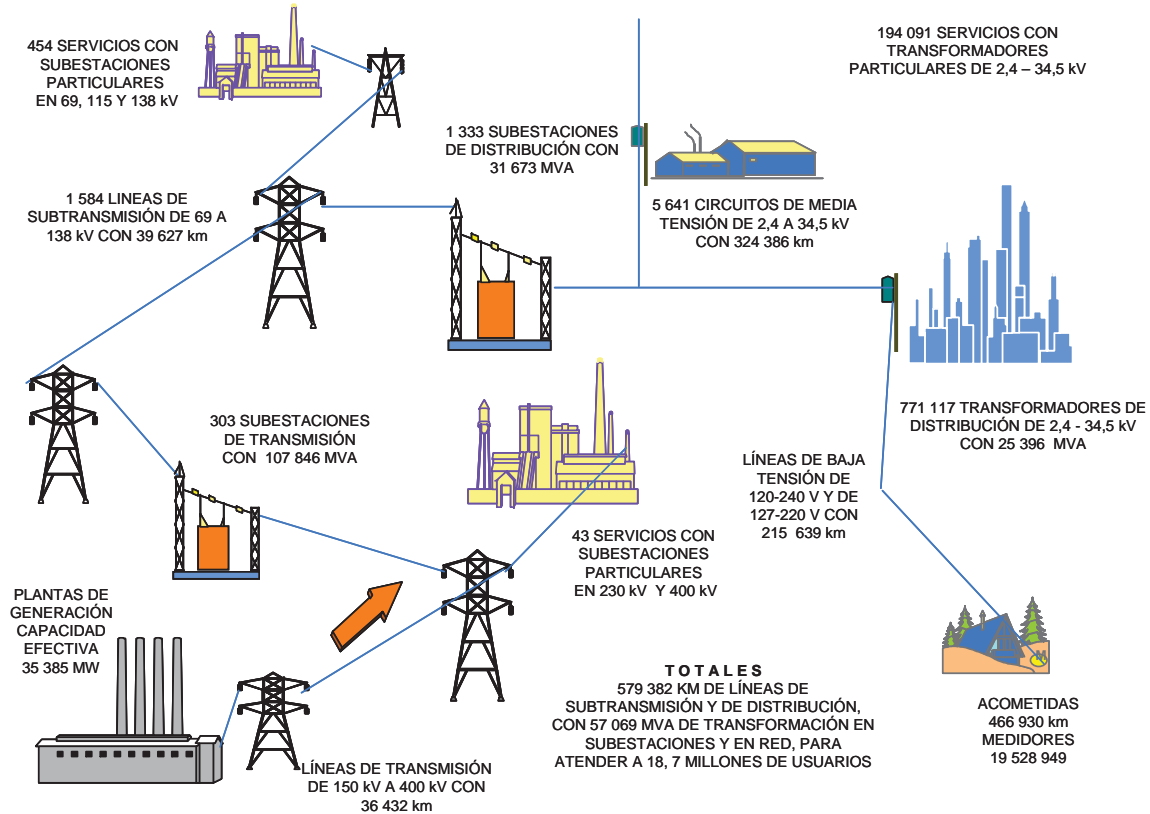 454 SERVICIOS CON
SUBESTACIONES
PARTICULARES
EN 69, 115 Y 138 kV
194 091 SERVICIOS CON
TRANSFORMADORES
PARTICULARES DE 2,4 – 34,5 kV
1 333 SUBESTACIONES
DE DISTRIBUCIÓN CON
31 673 MVA
1 584 LINEAS DE
SUBTRANSMISIÓN DE 69 A
138 kV CON 39 627 km
5 641 CIRCUITOS DE MEDIA
TENSIÓN DE 2,4 A 34,5 kV
CON 324 386 km
303 SUBESTACIONES
DE TRANSMISIÓN
CON 107 846 MVA
771 117 TRANSFORMADORES DE
DISTRIBUCIÓN DE 2,4 - 34,5 kV
CON 25 396 MVA
LÍNEAS DE BAJA
TENSIÓN DE
120-240 V Y DE
127-220 V CON
215 639 km
43 SERVICIOS CON
SUBESTACIONES
PARTICULARES
EN 230 kV Y 400 kV
PLANTAS DE
GENERACIÓN
CAPACIDAD
EFECTIVA
35 385 MW
T O T A L E S
579 382 KM DE LÍNEAS DE
SUBTRANSMISIÓN Y DE DISTRIBUCIÓN,
CON 57 069 MVA DE TRANSFORMACIÓN EN
SUBESTACIONES Y EN RED, PARA
ATENDER A 18, 7 MILLONES DE USUARIOS
M
ACOMETIDAS
466 930 km
MEDIDORES
19 528 949
LÍNEAS DE TRANSMISIÓN
DE 150 kV A 400 kV CON
36 432 km